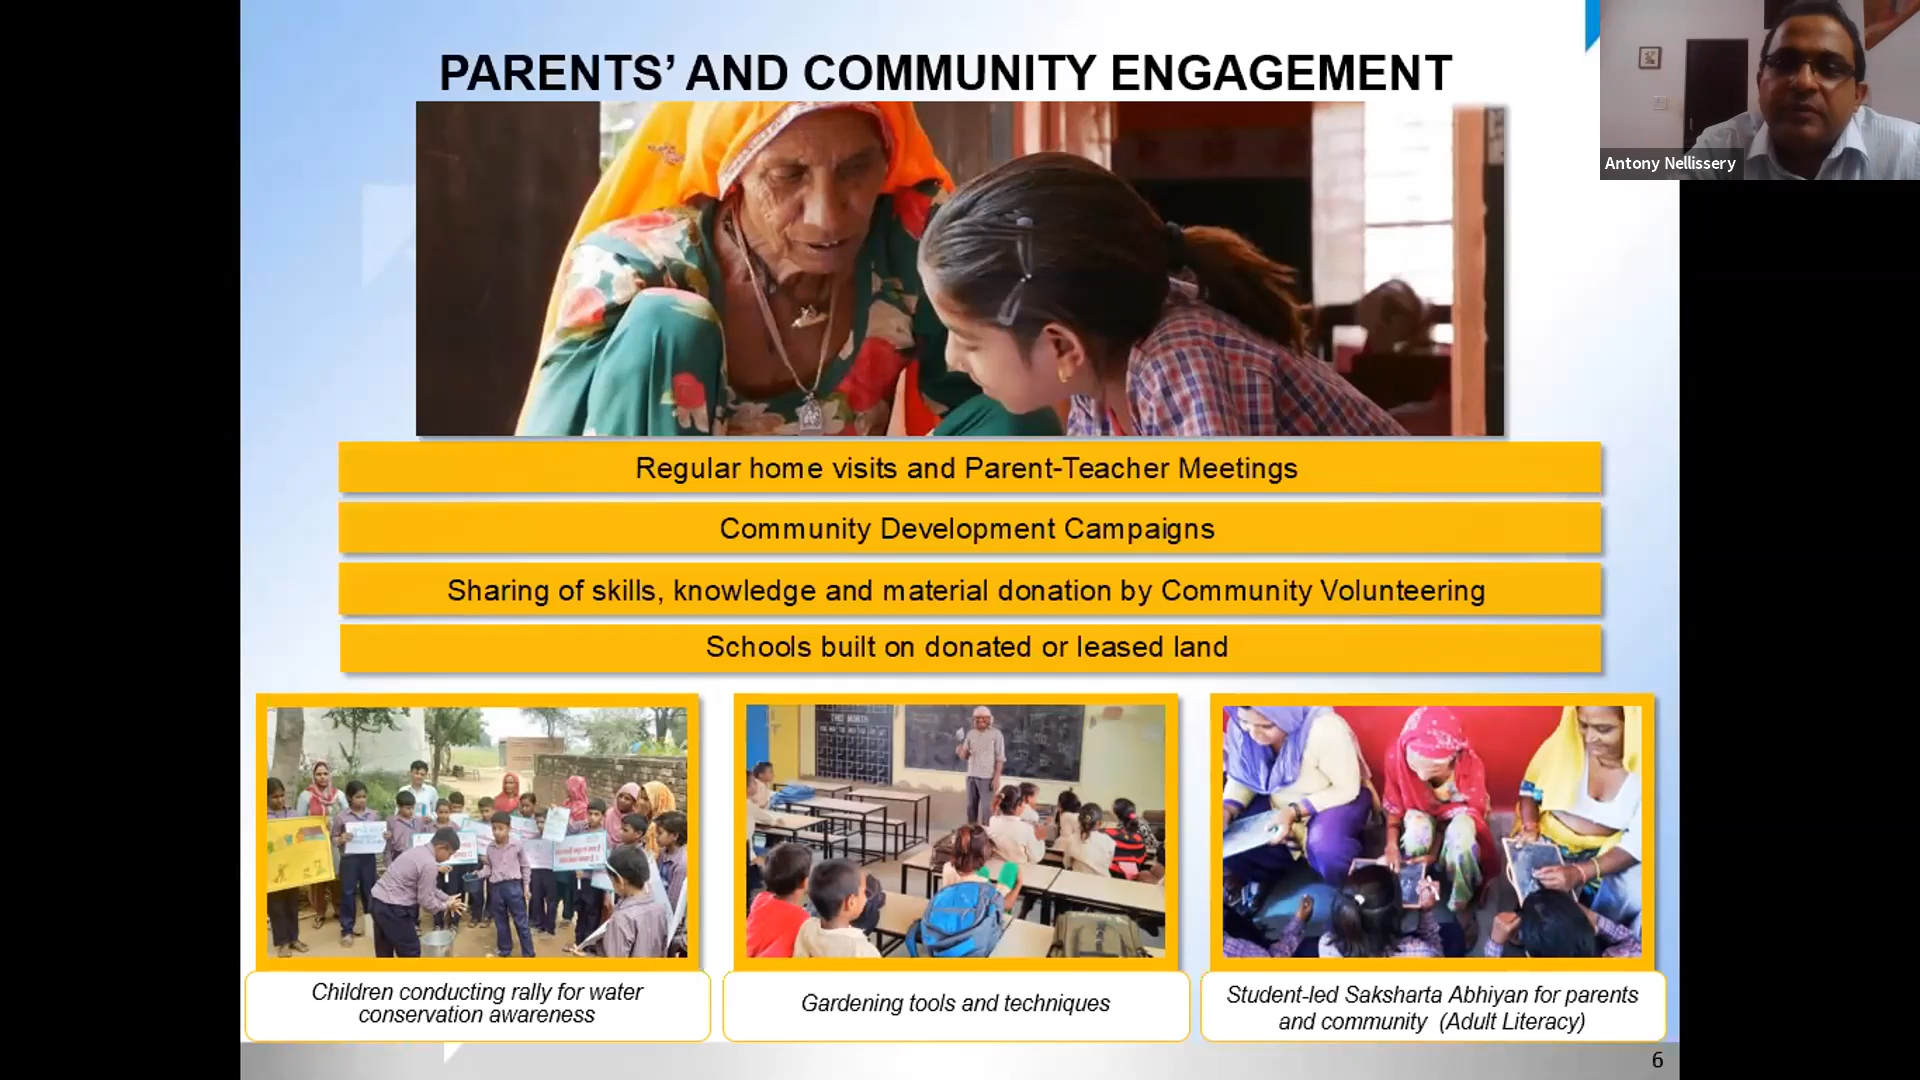 PARENTS’ AND COMMUNITY ENGAGEMENT
Antony Nellissery
Regular home visits and Parent-Teacher Meetings
Community Development Campaigns
Sharing of skills, knowledge and material donation by Community Volunteering
Schools built on donated or leased land
THIS MONTH
Children conducting rally for water
conservation awareness
Gardening tools and techniques
Student-led Saksharta Abhiyan for parents
and community (Adult Literacy)
6